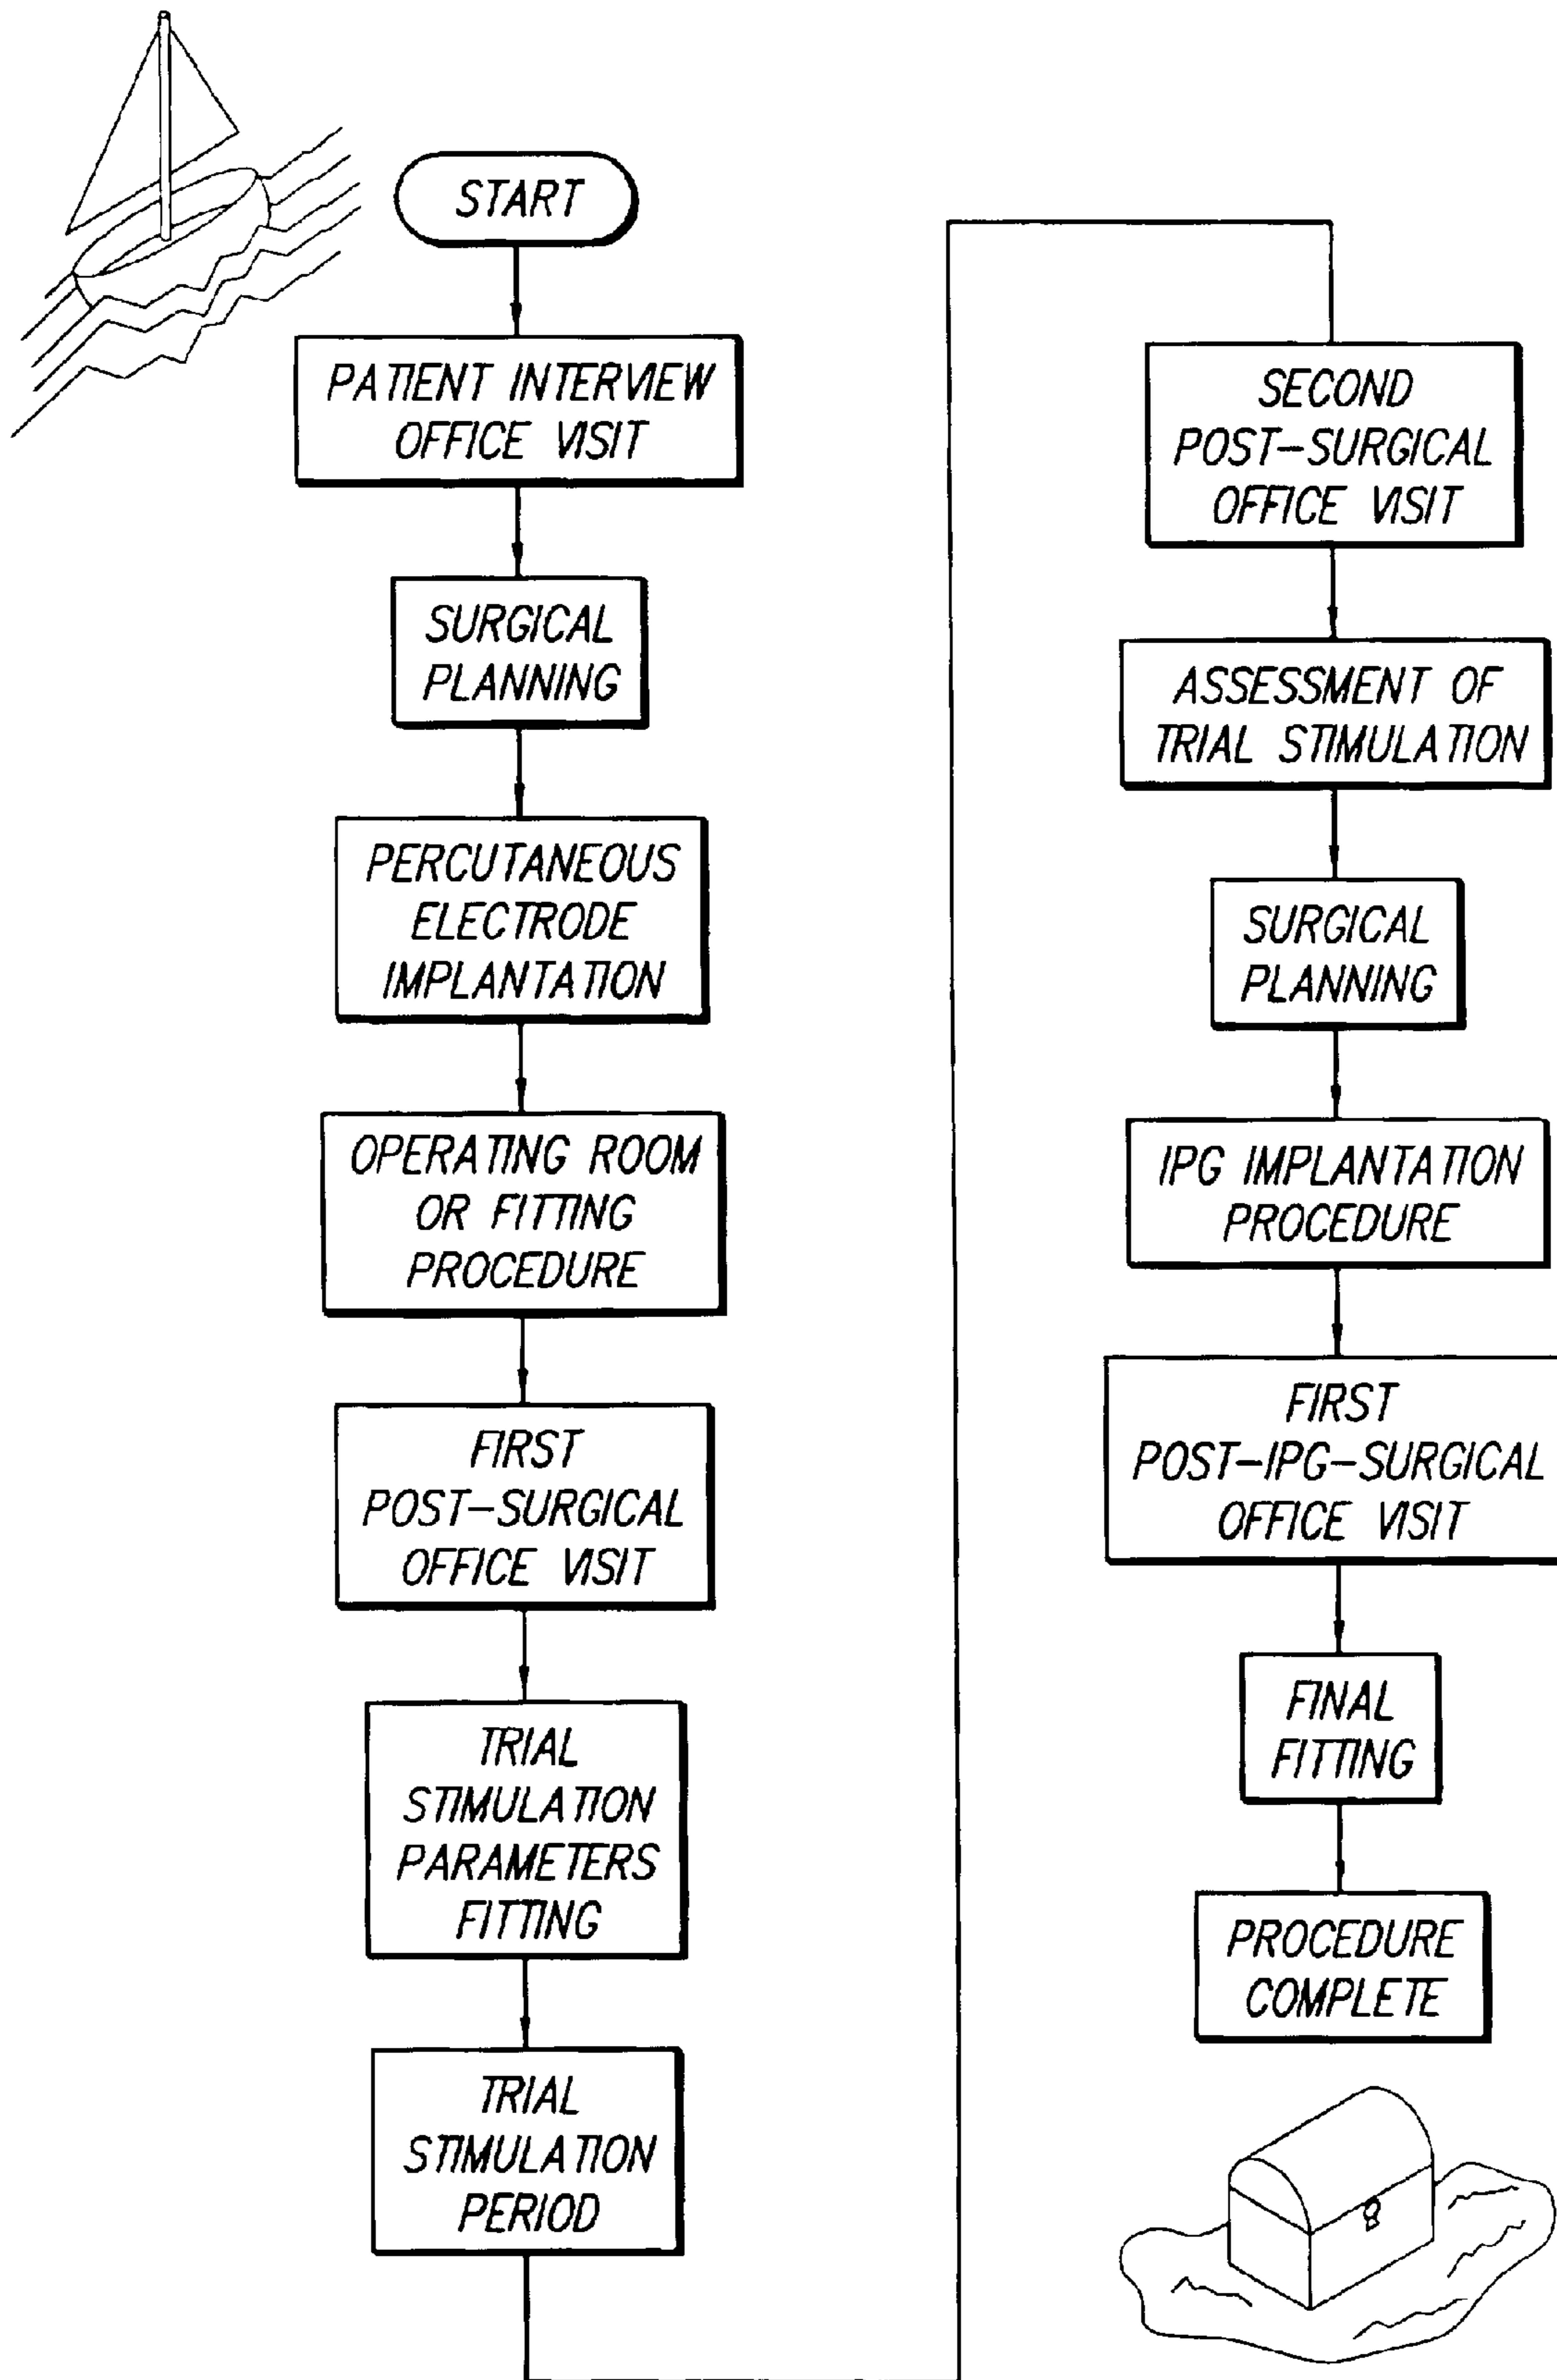 START
PATIENT INTERVIEW
OFFICE VISIT
SURGICAL
PLANNING
PERCUTANEOUS
ELECTRODE
IMPLANTATION
OPERATING ROOM
OR FITTING
PROCEDURE
FIRST
POST-SURGICAL
OFFICE VISIT
TRIAL
STIMULATION
PARAMETERS
FITTING
TRIAL
STIMULATION
PERIOD
SECOND
POST-SURGICAL
OFFICE VISIT
ASSESSMENT OF
TRIAL STIMULATION
SURGICAL
PLANNING
IPG IMPLANTATION
PROCEDURE
FIRST
POST-IPG-SURGICAL
OFFICE VISIT
FINAL
FITTING
PROCEDURE
COMPLETE